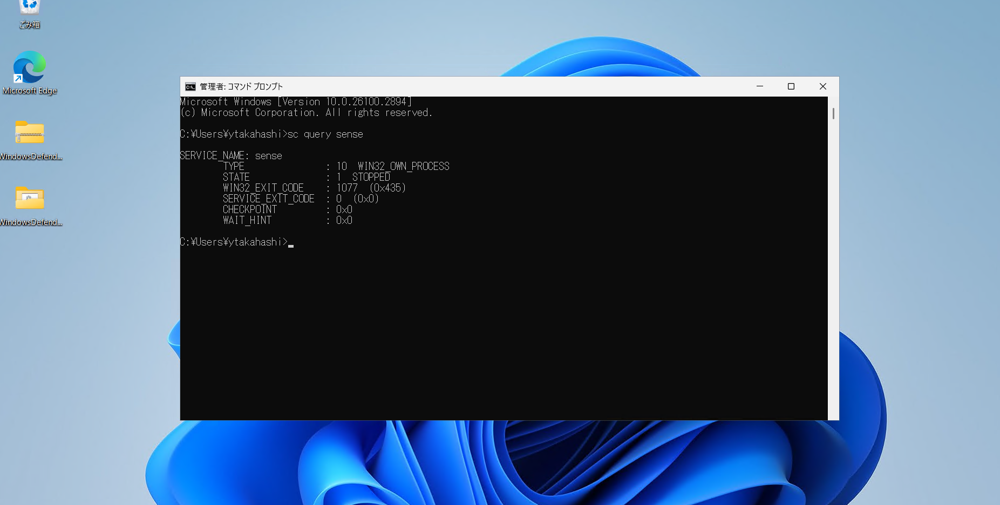 ごみ箱
Microsoft Edge
WindowsDefend...
WindowsDefend...
管理者: コマンド プロンプト
Microsoft Windows [Version 10.0.26100.2894]
(c) Microsoft Corporation. All rights reserved.
C:¥Users¥ytakahashi>sc query sense
SERVICE_NAME: sense
TYPE : 10 WIN32_OWN_PROCESS
STATE : 1 STOPPED
WIN32_EXIT_CODE : 1077 (0x435)
SERVICE_EXIT_CODE : 0 (0x0)
CHECKPOINT : 0x0
WAIT_HINT : 0x0
C:¥Users¥ytakahashi>